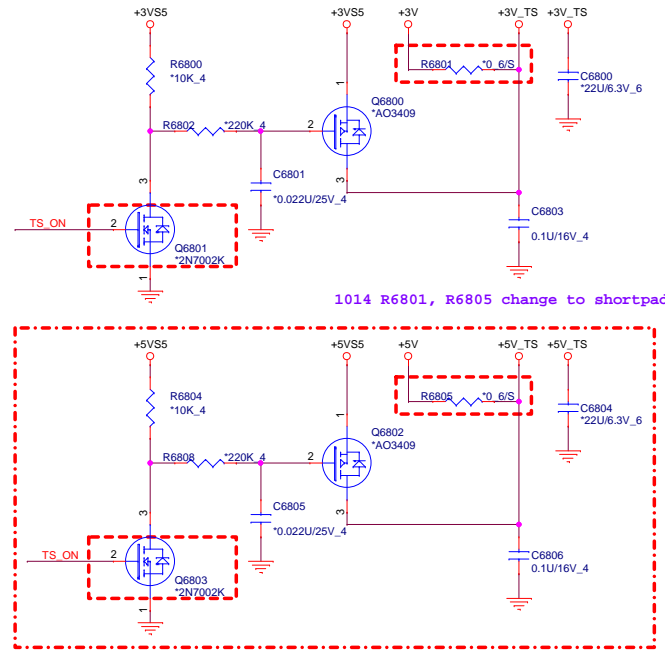 +3VS5 +3VS5 +3V +3V_TS +3V_TS
R6800
*10K_4
R6801 *0_6/S
C6800
*22U/6.3V_6
1
Q6800
*AO3409
R6802 *220K_4 2
3
C6801
*0.022U/25V_4
3
TS_ON 2
Q6801
*2N7002K
1
C6803
0.1U/16V_4
1014 R6801, R6805 change to shortpad
+5VS5 +5VS5 +5V +5V_TS +5V_TS
R6804
*10K_4
R6805 *0_6/S
C6804
*22U/6.3V_6
1
Q6802
*AO3409
R6808 *220K_4 2
3
C6805
*0.022U/25V_4
3
TS_ON 2
Q6803
*2N7002K
1
C6806
0.1U/16V_4